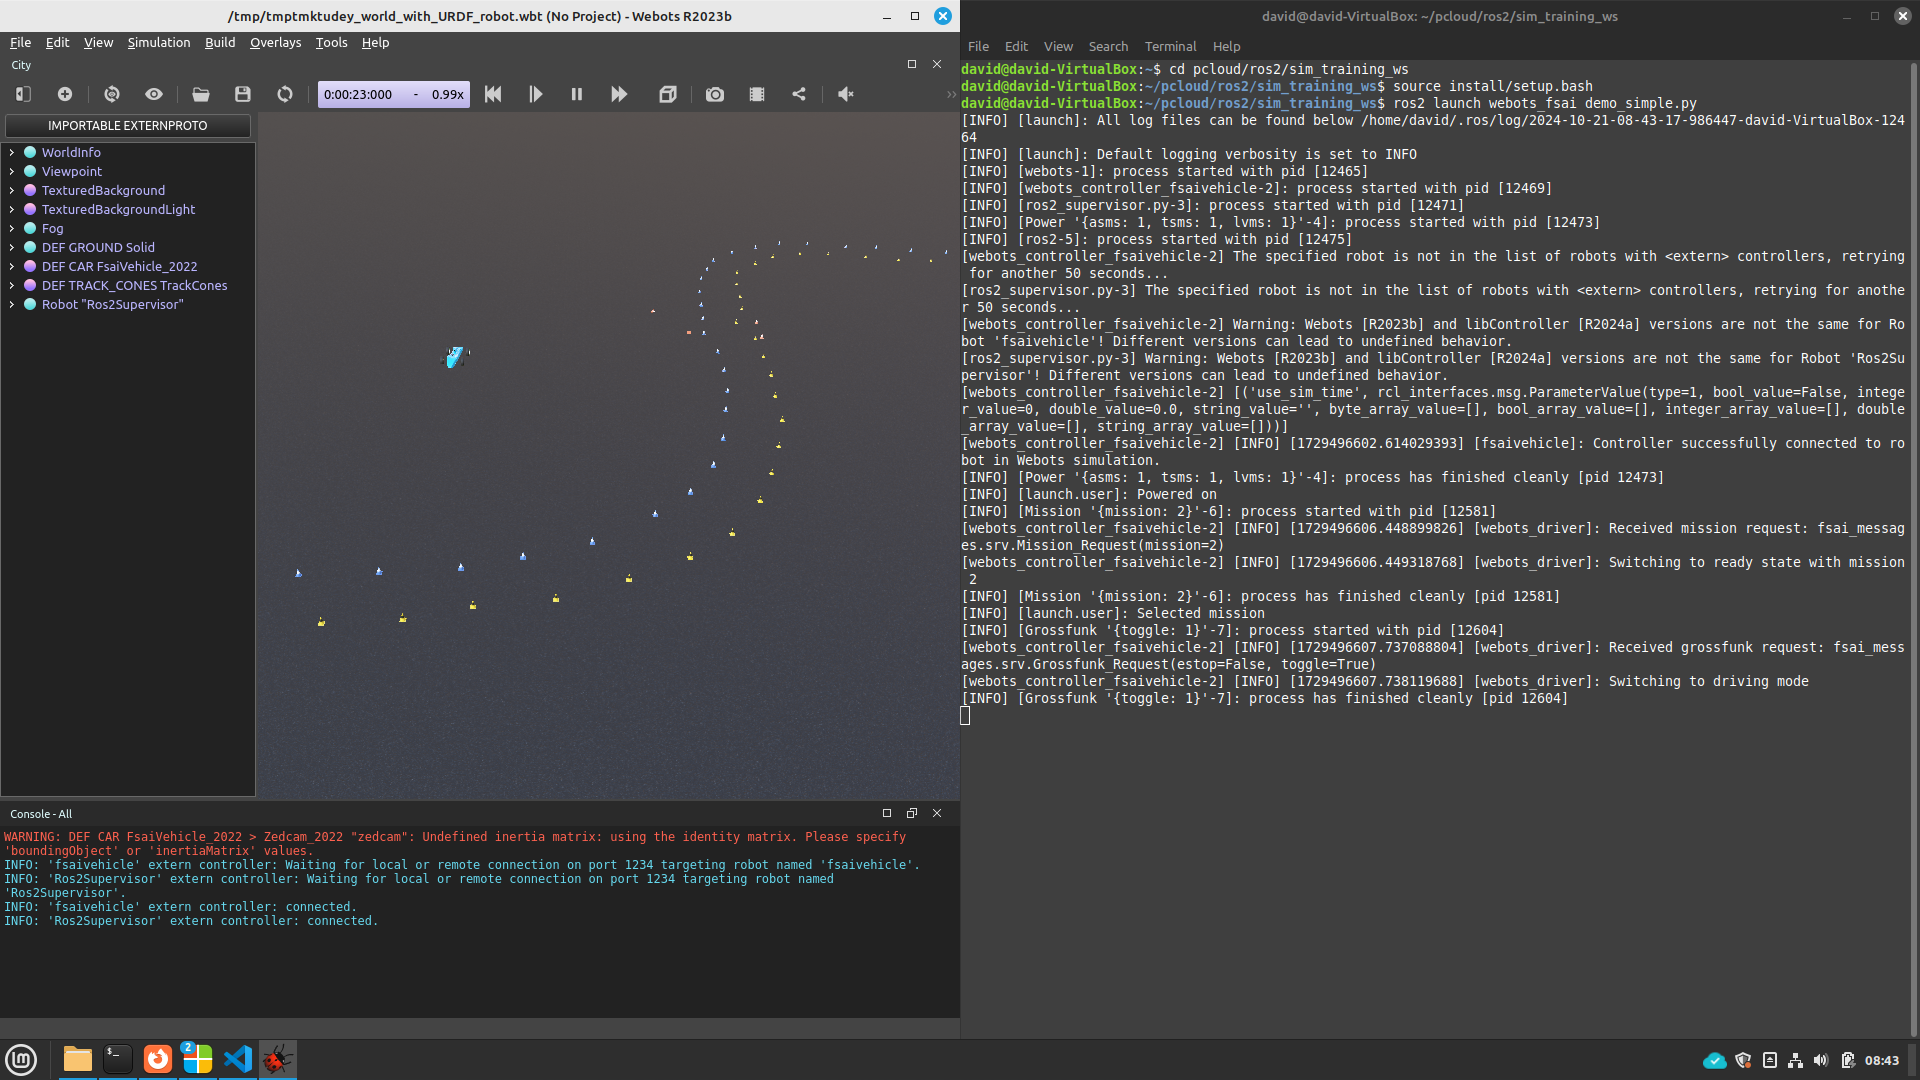 /tmp/tmptmktudey_world_with_URDF_robot.wbt (No Project) - Webots R2023b
File Edit View Simulation Build Overlays Tools Help
City
0:00:23:000 - 0.99x
IMPORTABLE EXTERNPROTO
WorldInfo
Viewpoint
TexturedBackground
TexturedBackgroundLight
Fog
DEF GROUND Solid
DEF CAR FsaiVehicle_2022
DEF TRACK_CONES TrackCones
Robot "Ros2Supervisor"
Console - All
WARNING: DEF CAR FsaiVehicle_2022 > Zedcam_2022 "zedcam": Undefined inertia matrix: using the identity matrix. Please specify
'boundingObject' or 'inertiaMatrix' values.
INFO: 'fsaivehicle' extern controller: Waiting for local or remote connection on port 1234 targeting robot named 'fsaivehicle'.
INFO: 'Ros2Supervisor' extern controller: Waiting for local or remote connection on port 1234 targeting robot named
'Ros2Supervisor'.
INFO: 'fsaivehicle' extern controller: connected.
INFO: 'Ros2Supervisor' extern controller: connected.
david@david-VirtualBox: ~/pcloud/ros2/sim_training_ws
File Edit View Search Terminal Help
david@david-VirtualBox:~$ cd pcloud/ros2/sim_training_ws
david@david-VirtualBox:~/pcloud/ros2/sim_training_ws$ source install/setup.bash
david@david-VirtualBox:~/pcloud/ros2/sim_training_ws$ ros2 launch webots_fsai demo_simple.py
[INFO] [launch]: All log files can be found below /home/david/.ros/log/2024-10-21-08-43-17-986447-david-VirtualBox-124
64
[INFO] [launch]: Default logging verbosity is set to INFO
[INFO] [webots-1]: process started with pid [12465]
[INFO] [webots_controller_fsaivehicle-2]: process started with pid [12469]
[INFO] [ros2_supervisor.py-3]: process started with pid [12471]
[INFO] [Power '{asms: 1, tsms: 1, lvms: 1}'-4]: process started with pid [12473]
[INFO] [ros2-5]: process started with pid [12475]
[webots_controller_fsaivehicle-2] The specified robot is not in the list of robots with <extern> controllers, retrying
 for another 50 seconds...
[ros2_supervisor.py-3] The specified robot is not in the list of robots with <extern> controllers, retrying for anothe
r 50 seconds...
[webots_controller_fsaivehicle-2] Warning: Webots [R2023b] and libController [R2024a] versions are not the same for Ro
bot 'fsaivehicle'! Different versions can lead to undefined behavior.
[ros2_supervisor.py-3] Warning: Webots [R2023b] and libController [R2024a] versions are not the same for Robot 'Ros2Su
pervisor'! Different versions can lead to undefined behavior.
[webots_controller_fsaivehicle-2] [('use_sim_time', rcl_interfaces.msg.ParameterValue(type=1, bool_value=False, intege
r_value=0, double_value=0.0, string_value='', byte_array_value=[], bool_array_value=[], integer_array_value=[], double
_array_value=[], string_array_value=[]))]
[webots_controller_fsaivehicle-2] [INFO] [1729496602.614029393] [fsaivehicle]: Controller successfully connected to ro
bot in Webots simulation.
[INFO] [Power '{asms: 1, tsms: 1, lvms: 1}'-4]: process has finished cleanly [pid 12473]
[INFO] [launch.user]: Powered on
[INFO] [Mission '{mission: 2}'-6]: process started with pid [12581]
[webots_controller_fsaivehicle-2] [INFO] [1729496606.448899826] [webots_driver]: Received mission request: fsai_messag
es.srv.Mission_Request(mission=2)
[webots_controller_fsaivehicle-2] [INFO] [1729496606.449318768] [webots_driver]: Switching to ready state with mission
 2
[INFO] [Mission '{mission: 2}'-6]: process has finished cleanly [pid 12581]
[INFO] [launch.user]: Selected mission
[INFO] [Grossfunk '{toggle: 1}'-7]: process started with pid [12604]
[webots_controller_fsaivehicle-2] [INFO] [1729496607.737088804] [webots_driver]: Received grossfunk request: fsai_mess
ages.srv.Grossfunk_Request(estop=False, toggle=True)
[webots_controller_fsaivehicle-2] [INFO] [1729496607.738119688] [webots_driver]: Switching to driving mode
[INFO] [Grossfunk '{toggle: 1}'-7]: process has finished cleanly [pid 12604]
2
08:43